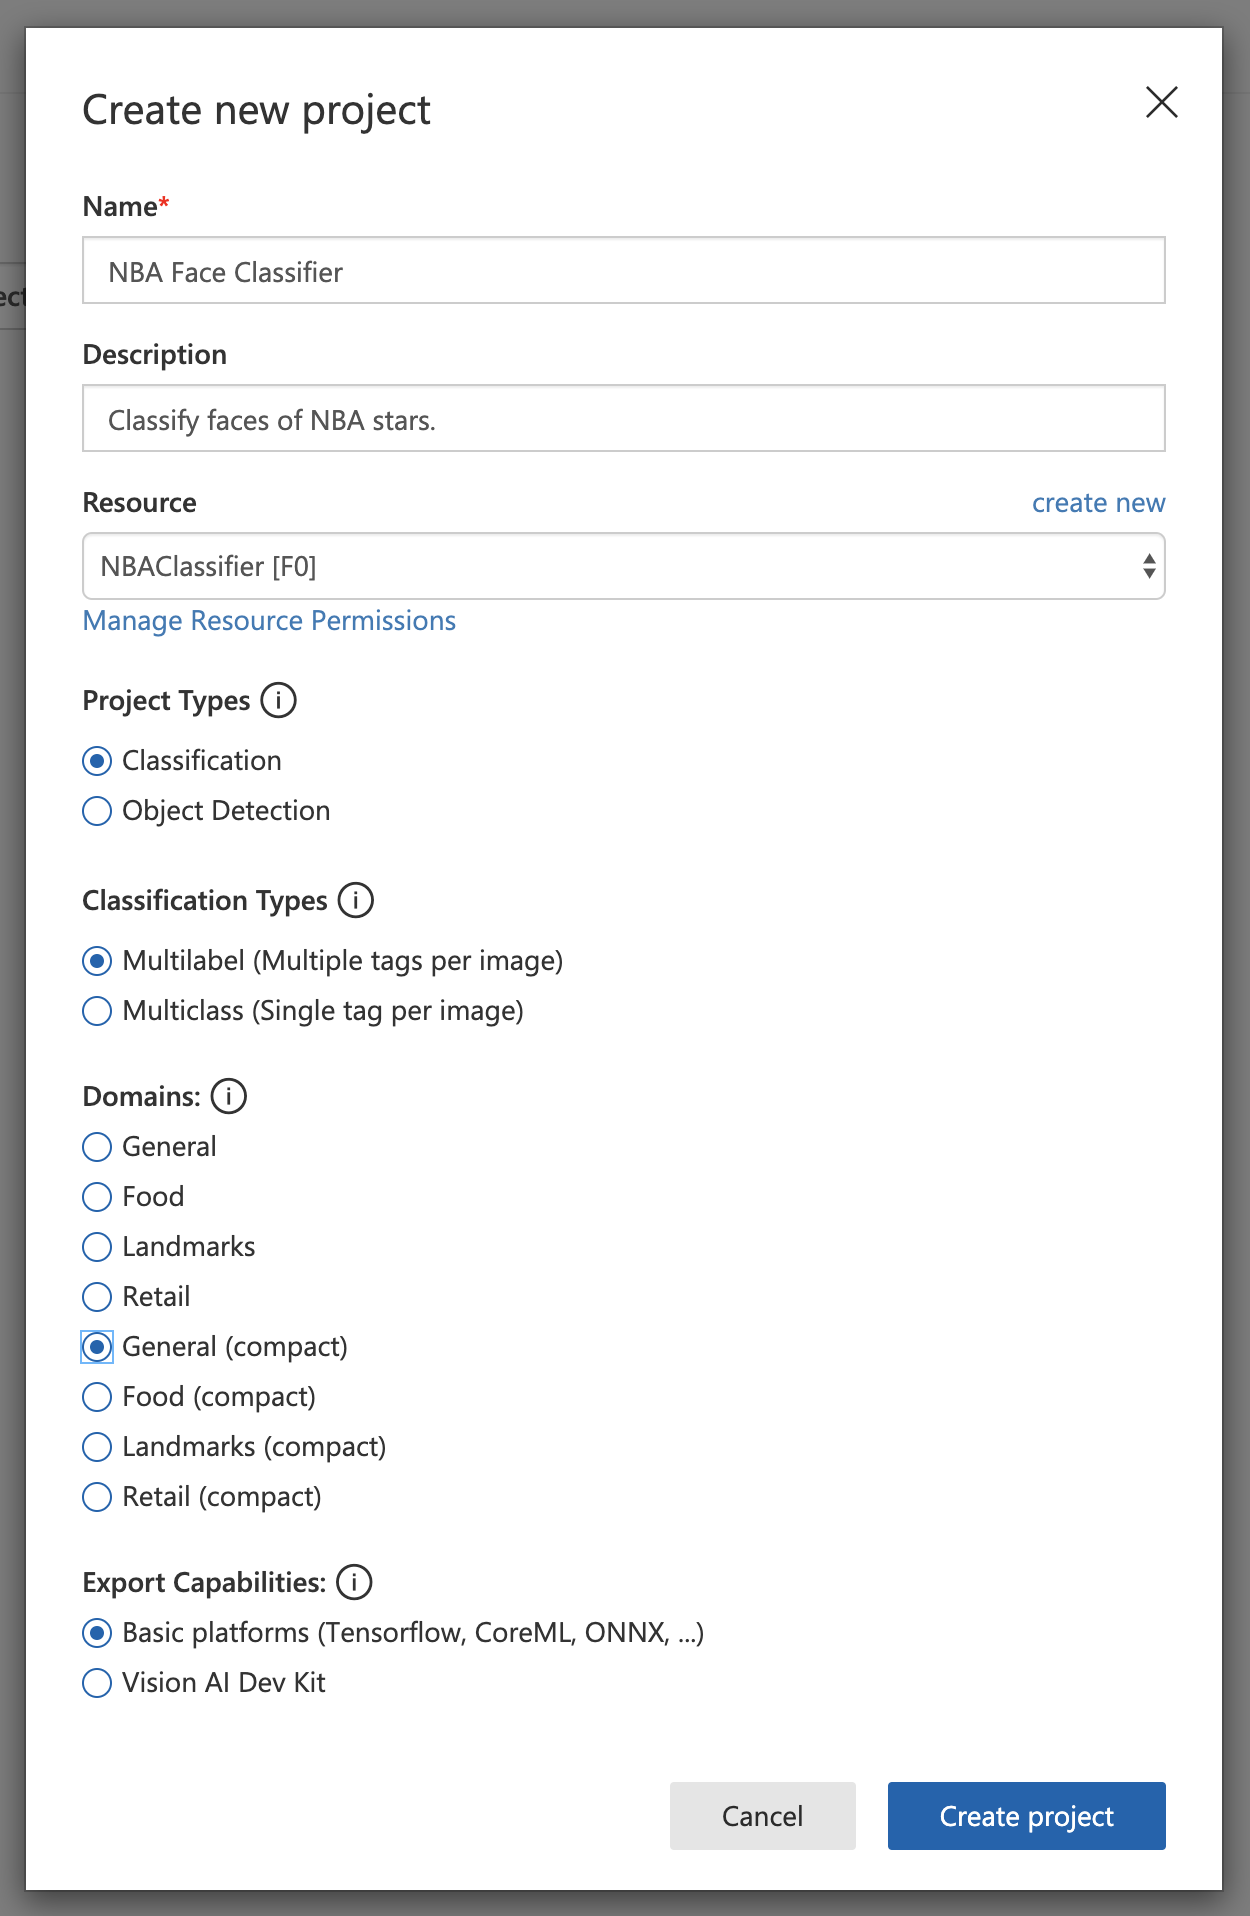 Create new project
Name*
NBA Face Classifier
ect
Description
Classify faces of NBA stars.
Resource create new
NBAClassifier [F0]
Manage Resource Permissions
Project Types i
Classification
Object Detection
Classification Types i
Multilabel (Multiple tags per image)
Multiclass (Single tag per image)
Domains: i
General
Food
Landmarks
Retail
General (compact)
Food (compact)
Landmarks (compact)
Retail (compact)
Export Capabilities: i
Basic platforms (Tensorflow, CoreML, ONNX, ...)
Vision AI Dev Kit
Cancel Create project